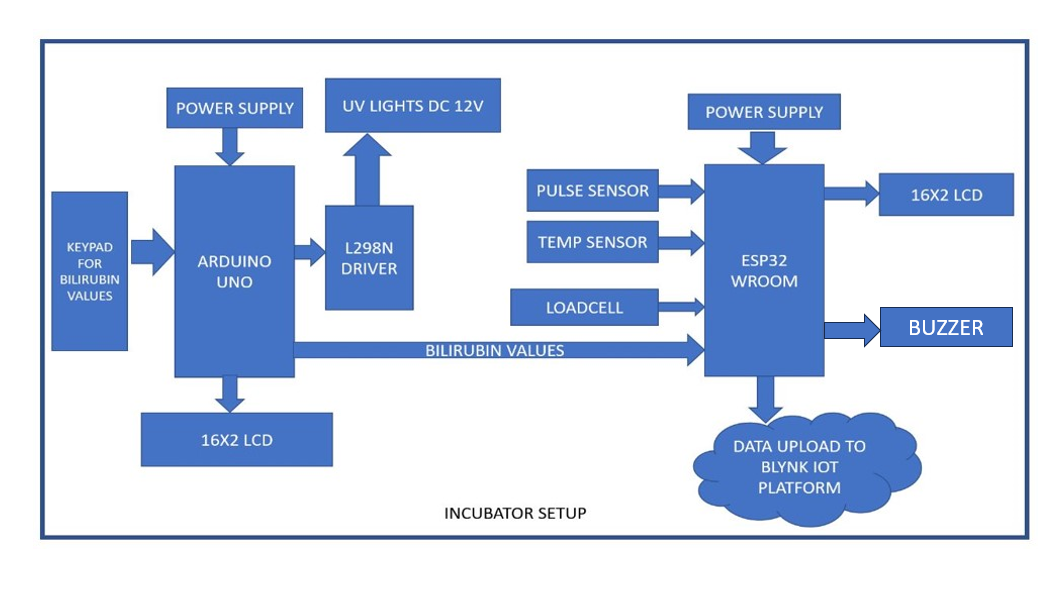 POWER SUPPLY
UV LIGHTS DC 12V
KEYPAD
FOR
BILIRUBIN
VALUES
ARDUINO
UNO
L298N
DRIVER
16X2 LCD
BILIRUBIN VALUES
POWER SUPPLY
PULSE SENSOR
TEMP SENSOR
LOADCELL
ESP32
WROOM
16X2 LCD
BUZZER
DATA UPLOAD TO
BLYNK IOT
PLATFORM
INCUBATOR SETUP